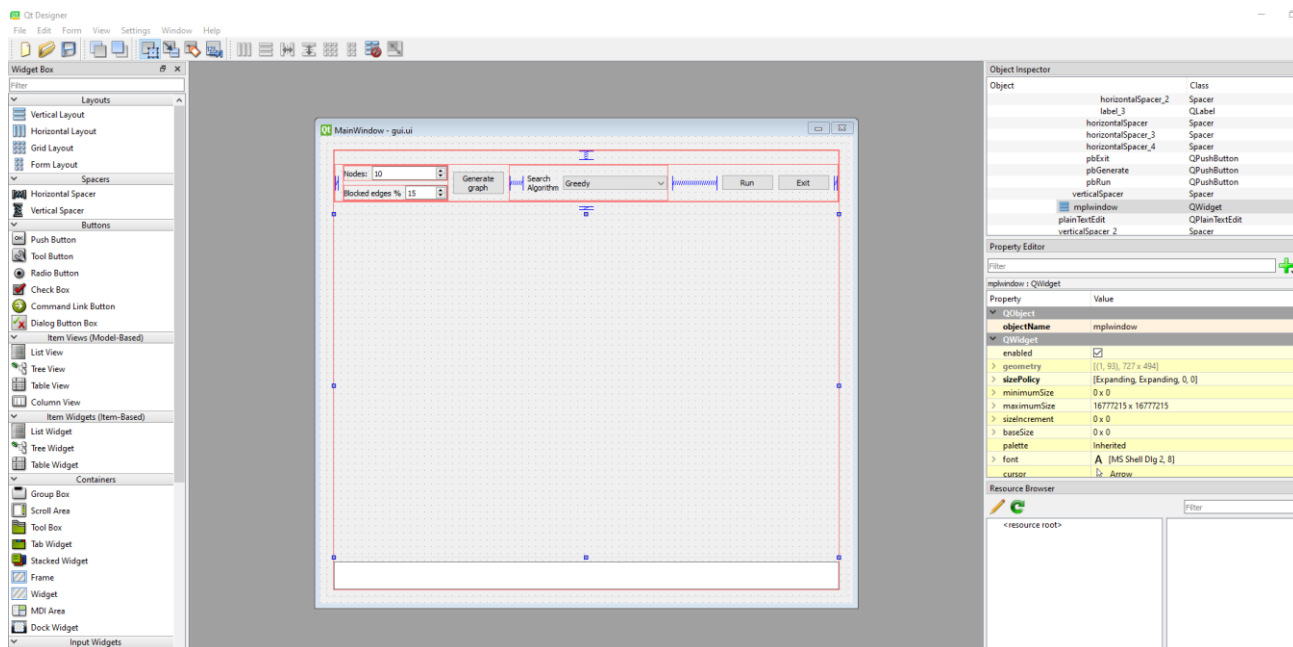 Qt Designer
File Edit Form View Settings Window Help
Widget Box
Filter
Layouts
Vertical Layout
Horizontal Layout
Grid Layout
Form Layout
Spacers
Horizontal Spacer
Vertical Spacer
Buttons
Push Button
Tool Button
Radio Button
Check Box
Command Link Button
Dialog Button Box
Item Views (Model-Based)
List View
Tree View
Table View
Column View
Item Widgets (Item-Based)
List Widget
Tree Widget
Table Widget
Containers
Group Box
Scroll Area
Tool Box
Tab Widget
Stacked Widget
Frame
Widget
MDI Area
Dock Widget
Input Widgets
MainWindow - gui.ui
Nodes: 10
Blocked edges % 15
Generate
graph
Search
Algorithm
Greedy
Run
Exit
Object Inspector
Object Class
horizontalSpacer_2 Spacer
label_3 QLabel
horizontalSpacer Spacer
horizontalSpacer_3 Spacer
horizontalSpacer_4 Spacer
pbExit QPushButton
pbGenerate QPushButton
pbRun QPushButton
verticalSpacer Spacer
mplwindow QWidget
plainTextEdit QPlainTextEdit
verticalSpacer_2 Spacer
Property Editor
Filter
mplwindow : QWidget
Property Value
QObject
objectName mplwindow
QWidget
enabled
geometry [(1, 93), 727 x 494]
sizePolicy [Expanding, Expanding, 0, 0]
minimumSize 0 x 0
maximumSize 16777215 x 16777215
sizeIncrement 0 x 0
baseSize 0 x 0
palette Inherited
font A [MS Shell Dlg 2, 8]
cursor Arrow
Resource Browser
Filter
<resource root>